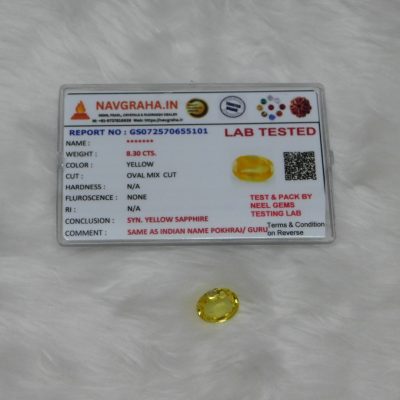 NAVGRAHA.IN
REPORT NO : GS072570655101
LAB TESTED
NAME : *******
WEIGHT : 8.30 CTS.
COLOR : YELLOW
CUT : OVAL MIX CUT
HARDNESS : N/A
FLUROSCENCE : NONE
RI : N/A
CONCLUSION : SYN. YELLOW SAPPHIRE
COMMENT : SAME AS INDIAN NAME POKHRAJ/ GURU
TEST & PACK BY
NEEL GEMS
TESTING LAB
Terms & Condition
on Reverse